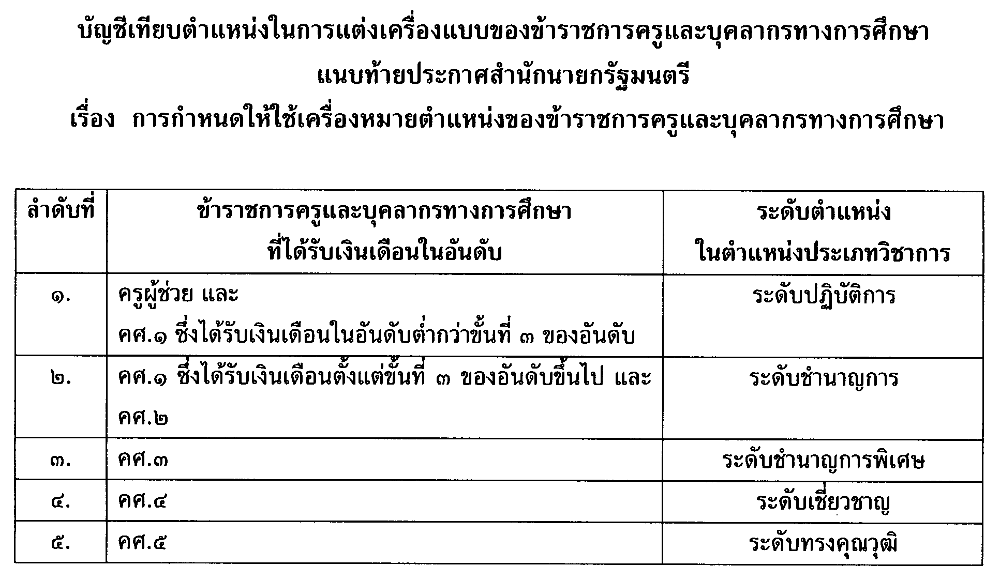 บัญชีเทียบตำแหน่งในการแต่งเครื่องแบบของข้าราชการครูและบุคลากรทางการศึกษา
แนบท้ายประกาศสำนักนายกรัฐมนตรี
เรื่อง การกำหนดให้ใช้เครื่องหมายตำแหน่งของข้าราชการครูและบุคลากรทางการศึกษา
ลำดับที่ ข้าราชการครูและบุคลากรทางการศึกษา ระดับตำแหน่ง
ที่ได้รับเงินเดือนในอันดับ ในตำแหน่งประเภทวิชาการ
๑. ครูผู้ช่วย และ ระดับปฏิบัติการ
คศ.๑ ซึ่งได้รับเงินเดือนในอันดับต่ำกว่าขั้นที่ ๓ ของอันดับ
๒. คศ.๑ ซึ่งได้รับเงินเดือนตั้งแต่ขั้นที่ ๓ ของอันดับขึ้นไป และ ระดับชำนาญการ
คศ.๒
๓. คศ.๓ ระดับชำนาญการพิเศษ
๔. คศ.๔ ระดับเชี่ยวชาญ
๕. คศ.๕ ระดับทรงคุณวุฒิ